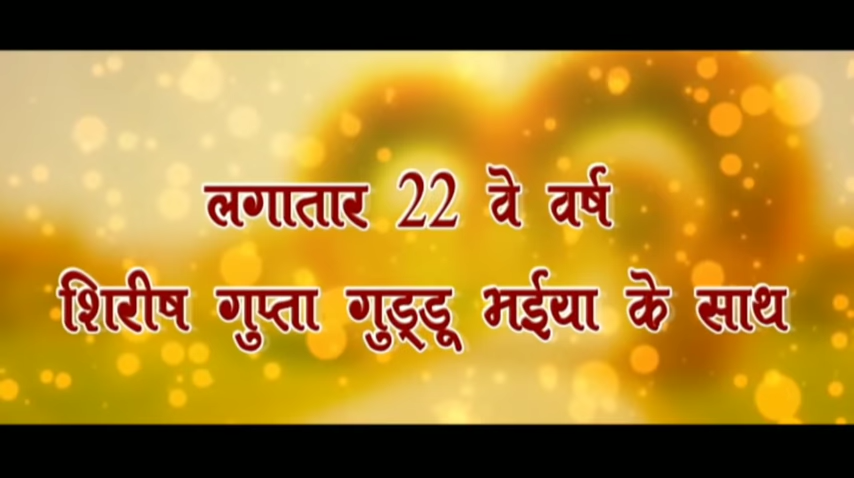 लगातार 22 वे वर्ष
शिरीष गुप्ता गुड्डू भईया के साथ